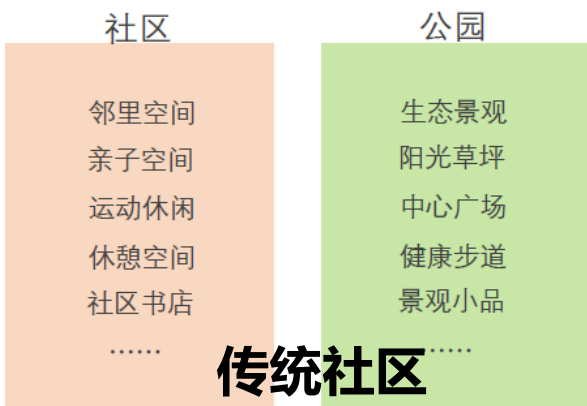 社区
邻里空间
亲子空间
运动休闲
休憩空间
社区书店
……
公园
生态景观
阳光草坪
中心广场
健康步道
景观小品
……
传统社区